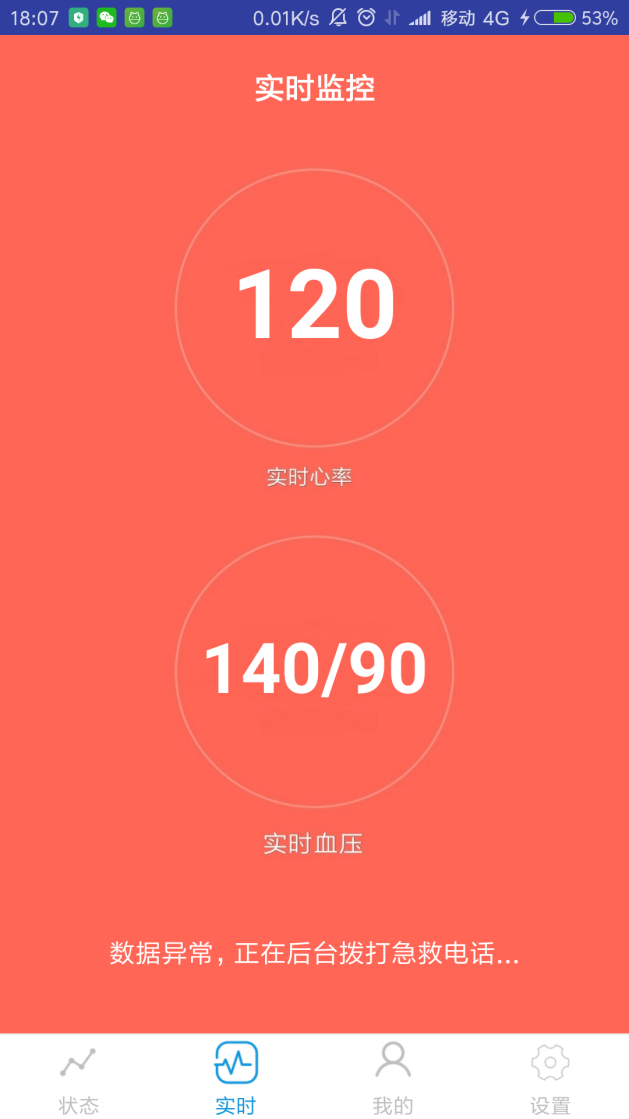 18:07 0.01K/s 移动 4G 53%
实时监控
120
实时心率
140/90
实时血压
数据异常，正在后台拨打急救电话...
状态 实时 我的 设置